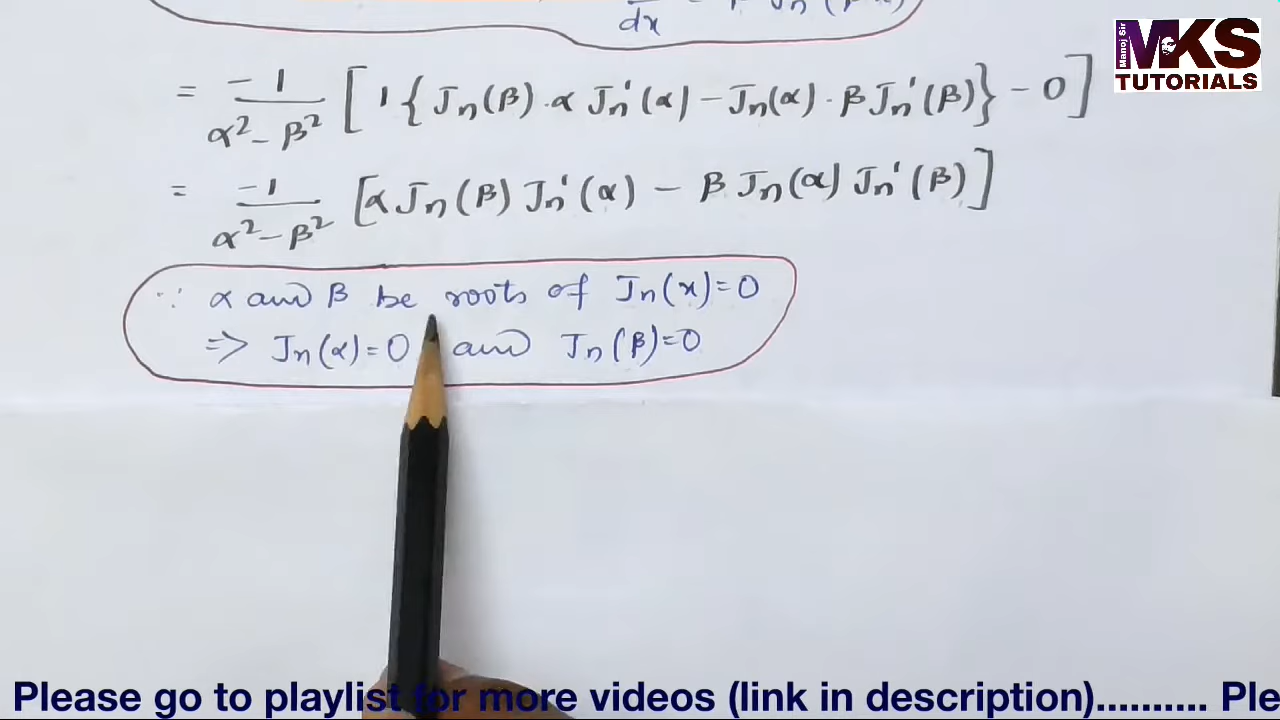 dx
= -1/(α² - β²) [1{Jn(β)·α Jn'(α) - Jn(α)·β Jn'(β)} - 0]
= -1/(α² - β²) [α Jn(β) Jn'(α) - β Jn(α) Jn'(β)]
∵ α and β be roots of Jn(x)=0
⇒ Jn(α)=0 and Jn(β)=0
Manoj Sir
MKS
TUTORIALS
Please go to playlist for more videos (link in description).......... Ple